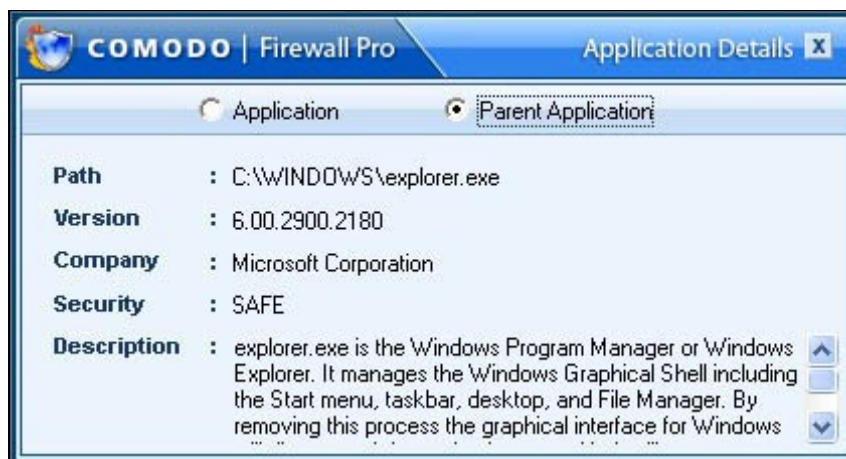 COMODO | Firewall Pro
Application Details X
Application
Parent Application
Path : C:\WINDOWS\explorer.exe
Version : 6.00.2900.2180
Company : Microsoft Corporation
Security : SAFE
Description : explorer.exe is the Windows Program Manager or Windows
Explorer. It manages the Windows Graphical Shell including
the Start menu, taskbar, desktop, and File Manager. By
removing this process the graphical interface for Windows